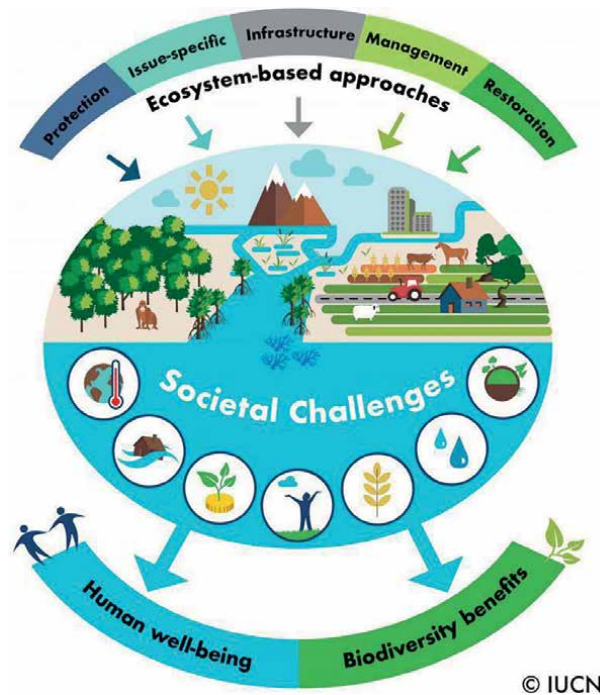 Protection
Issue-specific
Infrastructure
Management
Restoration
Ecosystem-based approaches
Societal Challenges
Human well-being
Biodiversity benefits
© IUCN